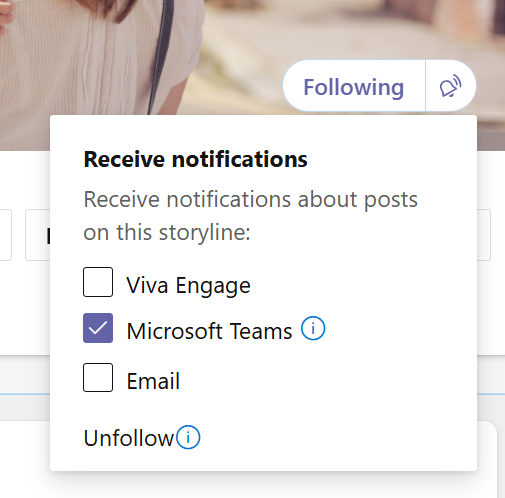 Following
Receive notifications
Receive notifications about posts
on this storyline:
Viva Engage
Microsoft Teams
Email
Unfollow